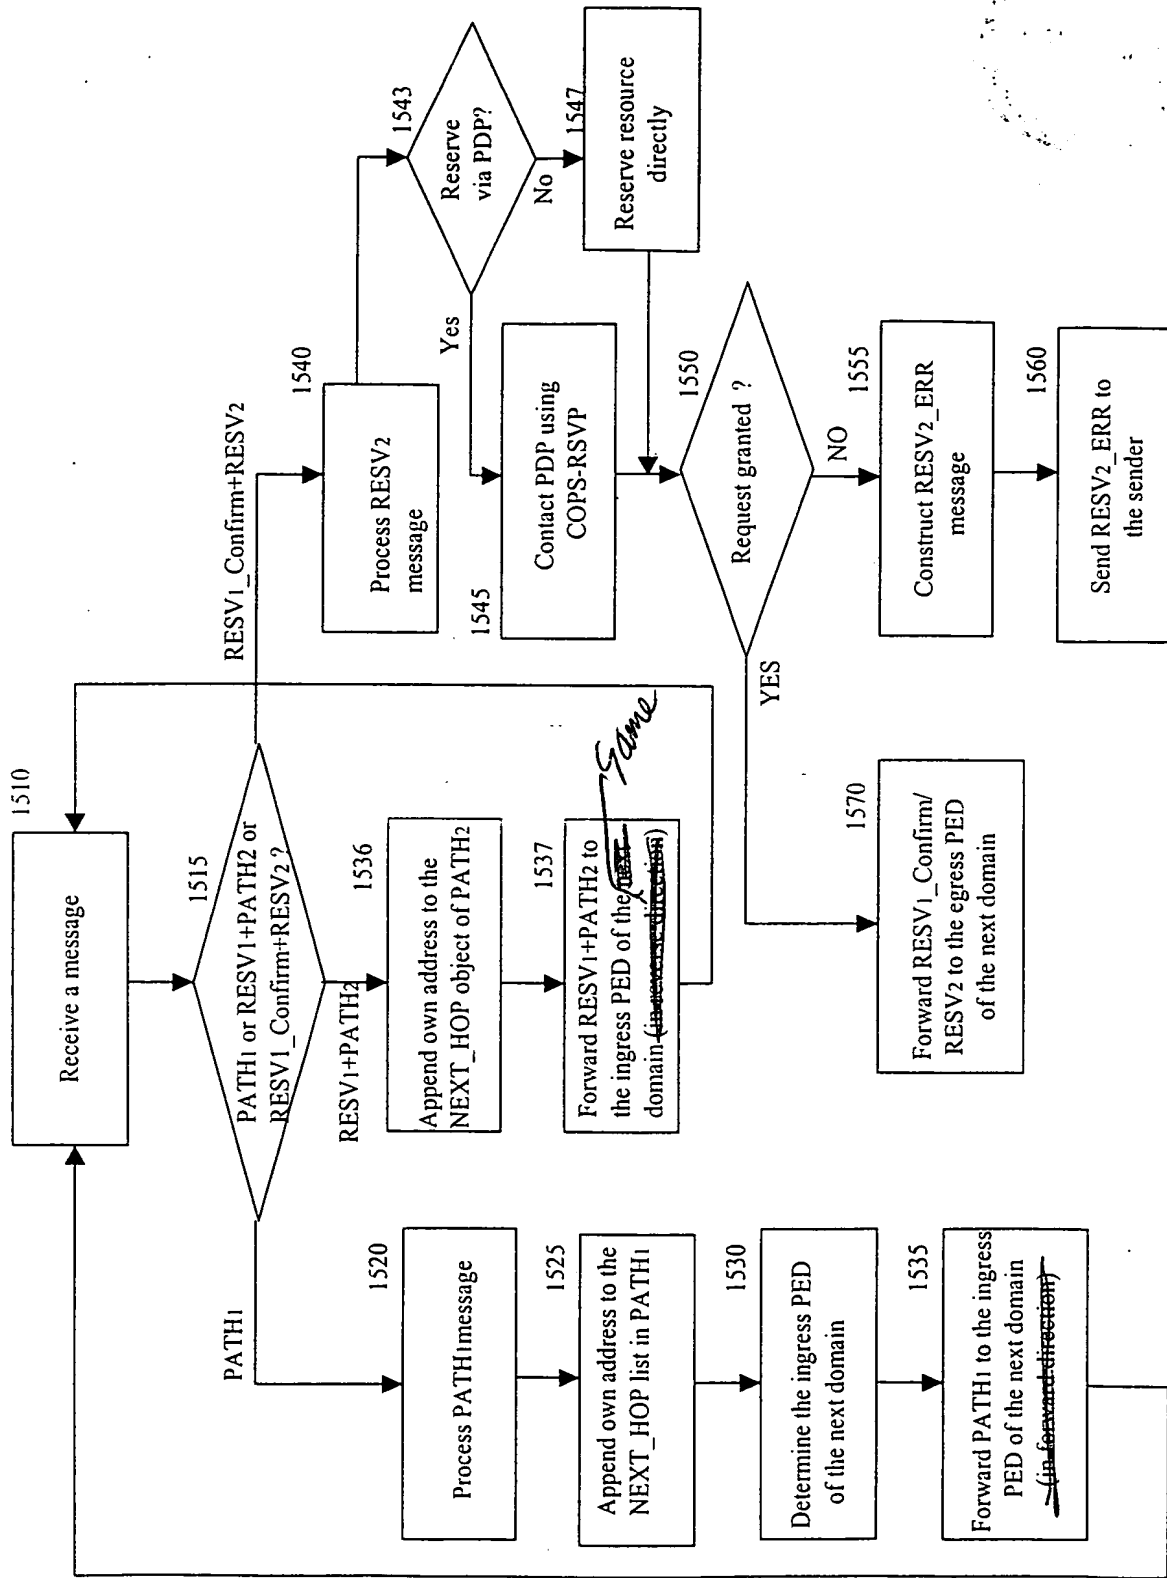 1510
Receive a message
1515
PATH1 or RESV1+PATH2 or
RESV1_Confirm+RESV2 ?
PATH1
1520
Process PATH1message
1525
Append own address to the
NEXT_HOP list in PATH1
1530
Determine the ingress PED
of the next domain
1535
Forward PATH1 to the ingress
PED of the next domain
(in forward direction)
RESV1+PATH2
1536
Append own address to the
NEXT_HOP object of PATH2
1537
Forward RESV1+PATH2 to
the ingress PED of the next
Same
domain (in reverse direction)
RESV1_Confirm+RESV2
1540
Process RESV2
message
1543
Reserve
via PDP?
Yes
No
1545
Contact PDP using
COPS-RSVP
1547
Reserve resource
directly
1550
Request granted ?
YES
NO
1555
Construct RESV2_ERR
message
1560
Send RESV2_ERR to
the sender
1570
Forward RESV1_Confirm/
RESV2 to the egress PED
of the next domain